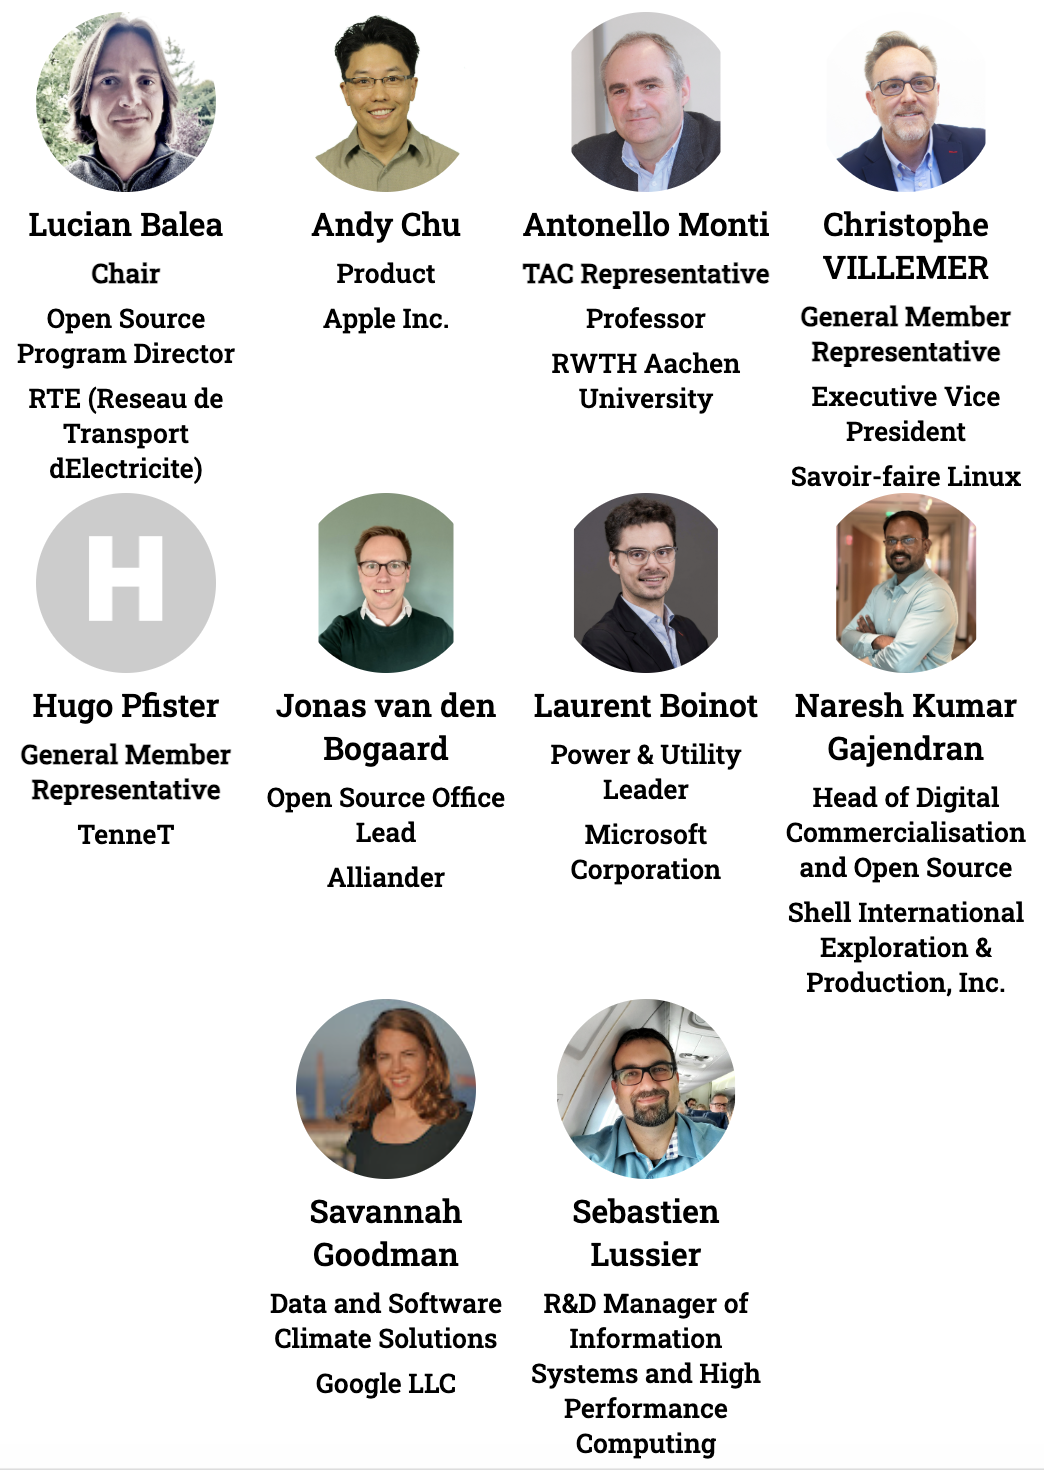 Lucian Balea
Chair
Open Source
Program Director
RTE (Reseau de
Transport
dElectricite)
Andy Chu
Product
Apple Inc.
Antonello Monti
TAC Representative
Professor
RWTH Aachen
University
Christophe
VILLEMER
General Member
Representative
Executive Vice
President
Savoir-faire Linux
H
Hugo Pfister
General Member
Representative
TenneT
Jonas van den
Bogaard
Open Source Office
Lead
Alliander
Laurent Boinot
Power & Utility
Leader
Microsoft
Corporation
Naresh Kumar
Gajendran
Head of Digital
Commercialisation
and Open Source
Shell International
Exploration &
Production, Inc.
Savannah
Goodman
Data and Software
Climate Solutions
Google LLC
Sebastien
Lussier
R&D Manager of
Information
Systems and High
Performance
Computing